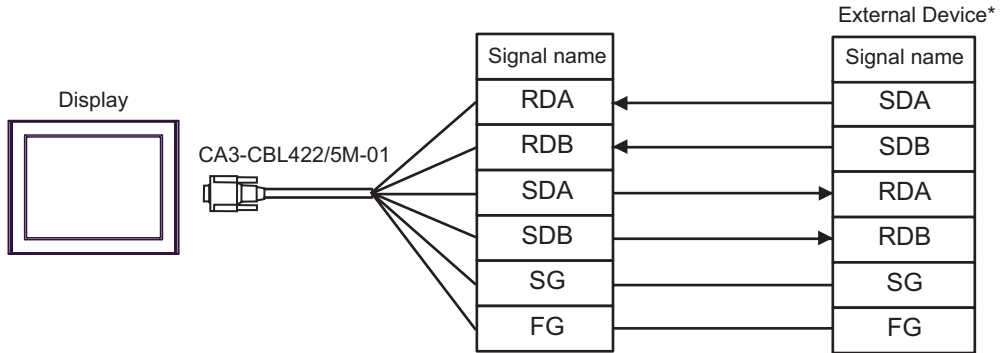 External Device*
Signal name
Signal name
Display
RDA
SDA
RDB
SDB
CA3-CBL422/5M-01
SDA
RDA
SDB
RDB
SG
SG
FG
FG